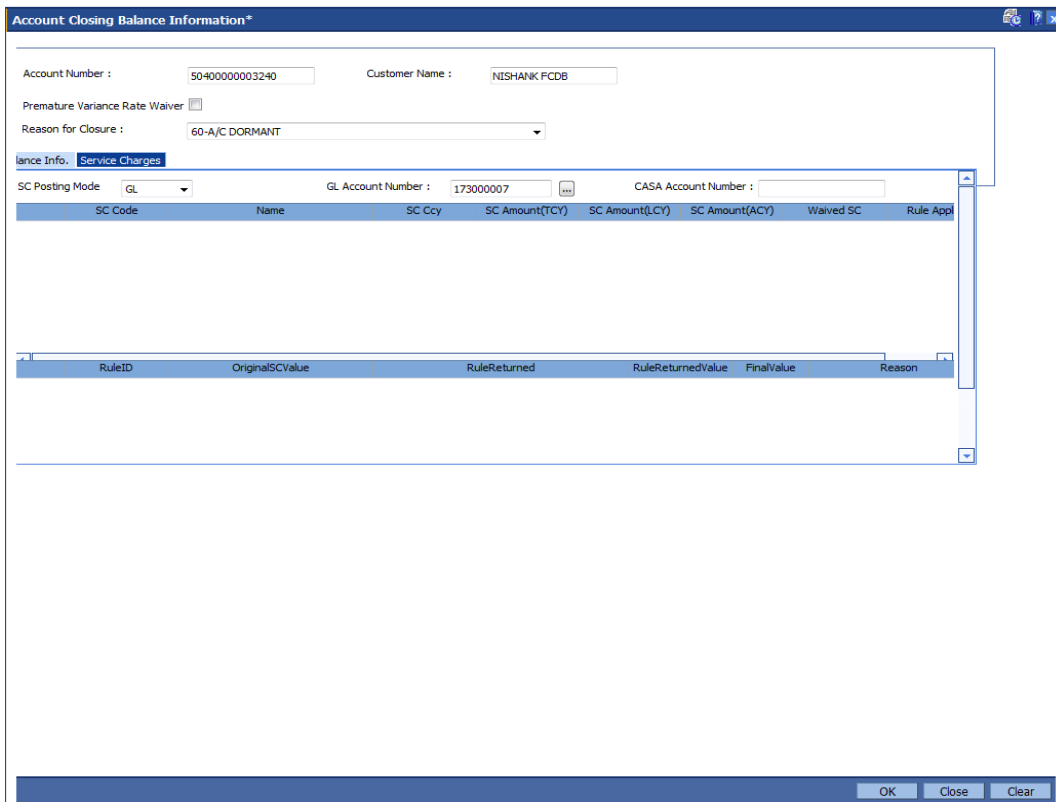 Account Closing Balance Information*
Account Number : 50400000003240 Customer Name : NISHANK FCDB
Premature Variance Rate Waiver
Reason for Closure : 60-A/C DORMANT
lance Info. Service Charges
SC Posting Mode GL GL Account Number : 173000007 ... CASA Account Number :
SC Code Name SC Ccy SC Amount(TCY) SC Amount(LCY) SC Amount(ACY) Waived SC Rule Appl
RuleID OriginalSCValue RuleReturned RuleReturnedValue FinalValue Reason
OK Close Clear